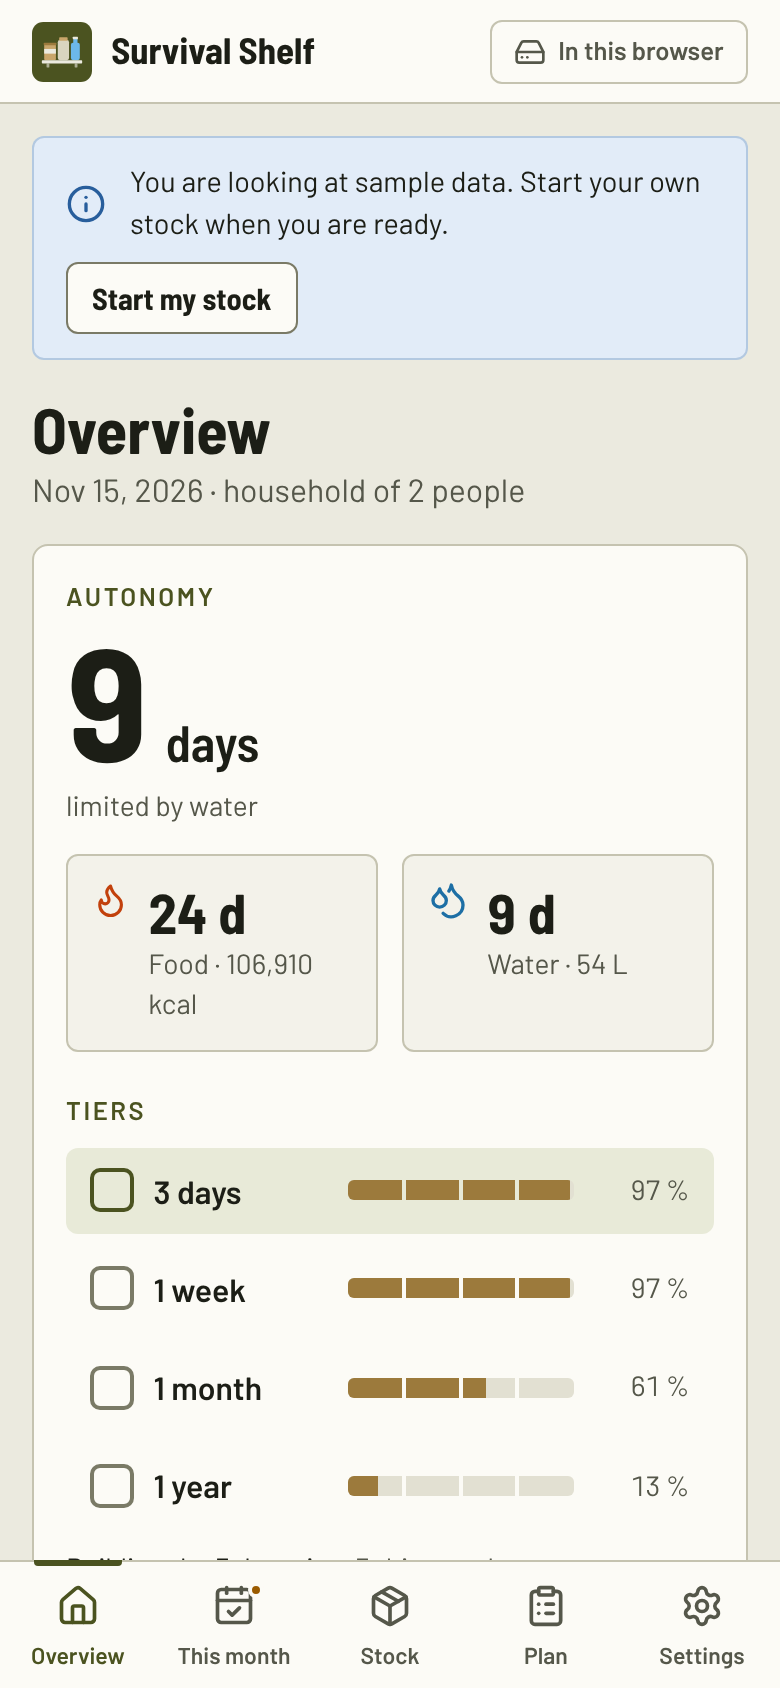 Survival Shelf
In this browser
You are looking at sample data. Start your own
stock when you are ready.
Start my stock
Overview
Nov 15, 2026 · household of 2 people
AUTONOMY
9 days
limited by water
24 d
Food · 106,910
kcal
9 d
Water · 54 L
TIERS
3 days 97 %
1 week 97 %
1 month 61 %
1 year 13 %
Overview
This month
Stock
Plan
Settings